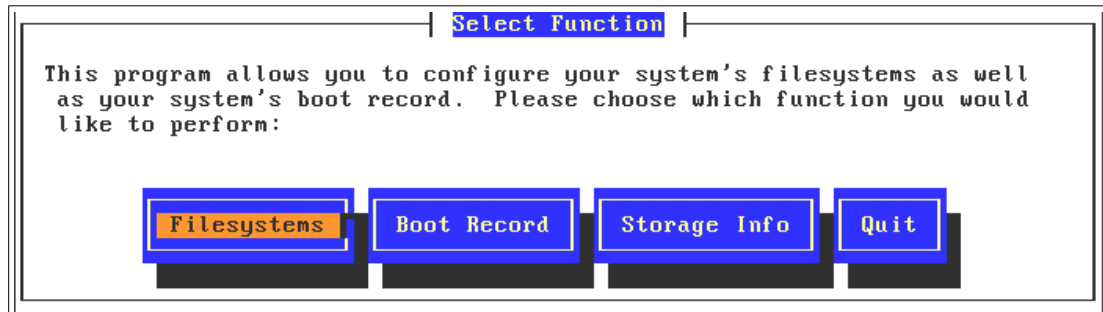 Select Function
This program allows you to configure your system's filesystems as well
as your system's boot record.  Please choose which function you would
like to perform:
Filesystems Boot Record Storage Info Quit